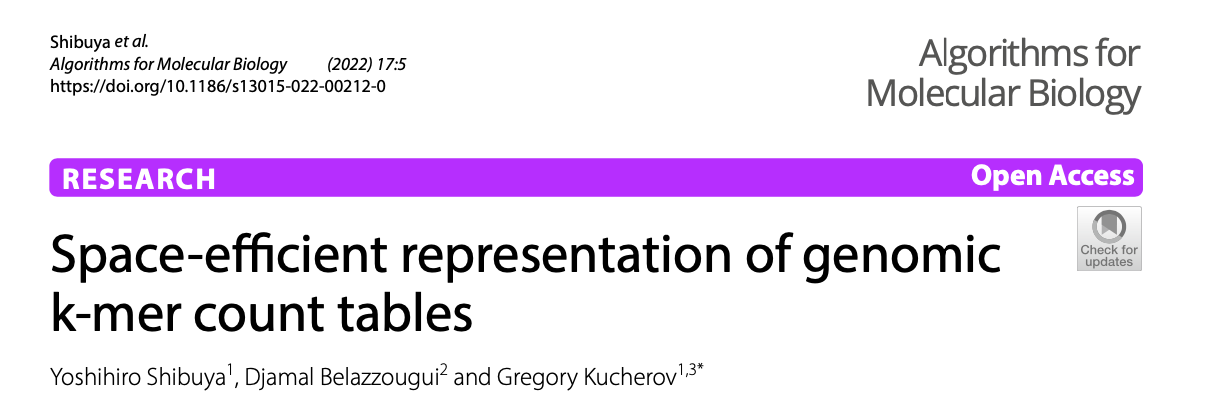 Shibuya et al.
Algorithms for Molecular Biology (2022) 17:5
https://doi.org/10.1186/s13015-022-00212-0
Algorithms for
Molecular Biology
RESEARCH
Open Access
Check for
updates
Space-efficient representation of genomic
k-mer count tables
Yoshihiro Shibuya1, Djamal Belazzougui2 and Gregory Kucherov1,3*